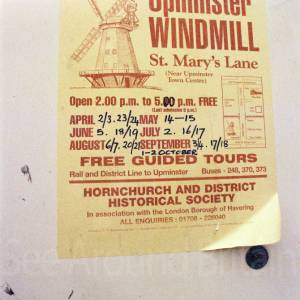 Upminster
WINDMILL
St. Mary's Lane
(Near Upminster
Town Centre)
Open 2.00 p.m. to 5.00 p.m. FREE
(Last admission 5 p.m.)
APRIL 2/3. 23/24 MAY 14-15
JUNE 5. 18/19 JULY 2. 16/17
AUGUST 6/7. 20/21 SEPTEMBER 3/4. 17/18
1-2 OCTOBER
FREE GUIDED TOURS
Rail and District Line to Upminster Buses - 248, 370, 373
HORNCHURCH AND DISTRICT
HISTORICAL SOCIETY
In association with the London Borough of Havering
ALL ENQUIRIES: 01708 - 226040